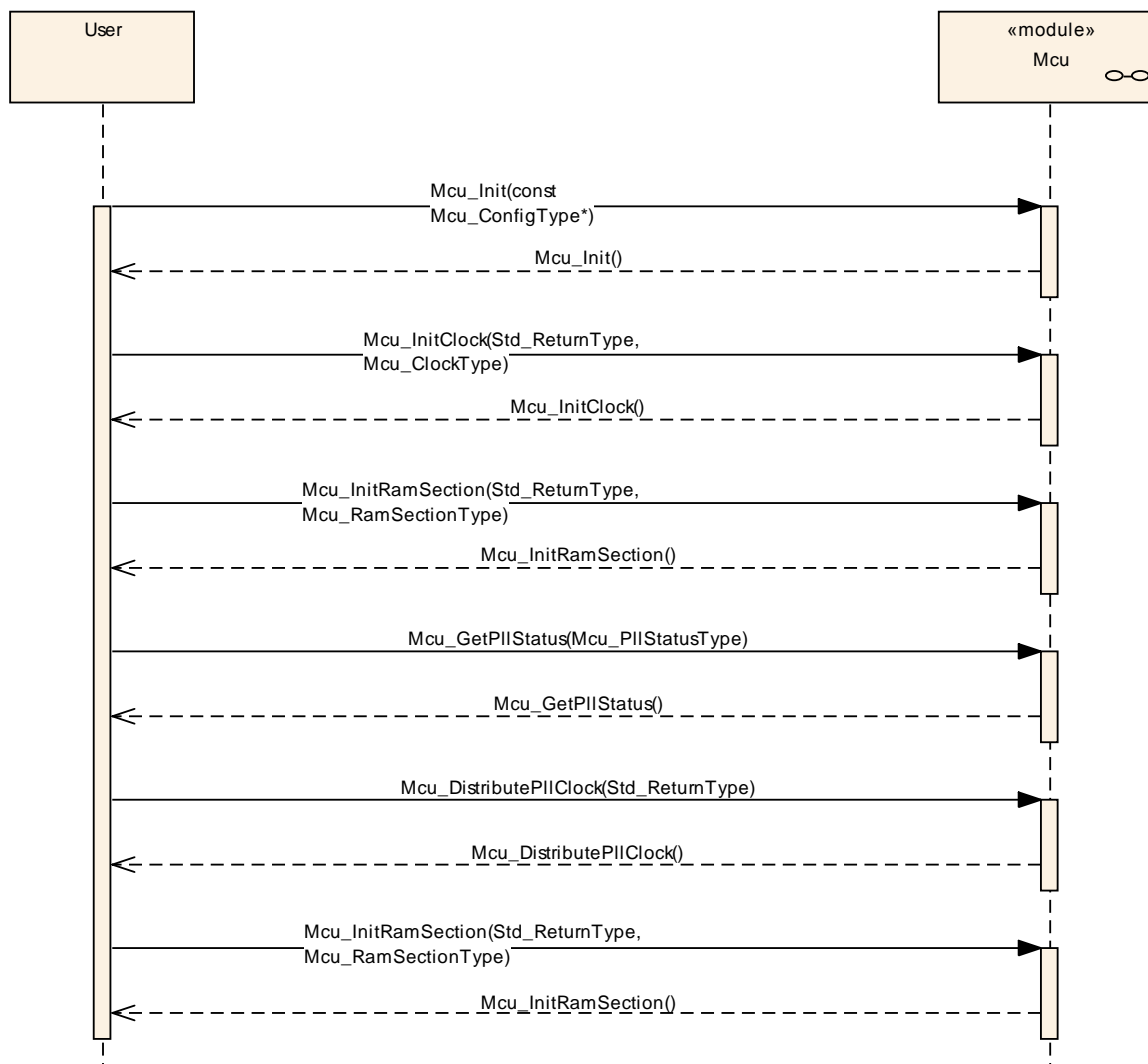 User
«module»
Mcu
Mcu_Init(const
Mcu_ConfigType*)
Mcu_Init()
Mcu_InitClock(Std_ReturnType,
Mcu_ClockType)
Mcu_InitClock()
Mcu_InitRamSection(Std_ReturnType,
Mcu_RamSectionType)
Mcu_InitRamSection()
Mcu_GetPllStatus(Mcu_PllStatusType)
Mcu_GetPllStatus()
Mcu_DistributePllClock(Std_ReturnType)
Mcu_DistributePllClock()
Mcu_InitRamSection(Std_ReturnType,
Mcu_RamSectionType)
Mcu_InitRamSection()